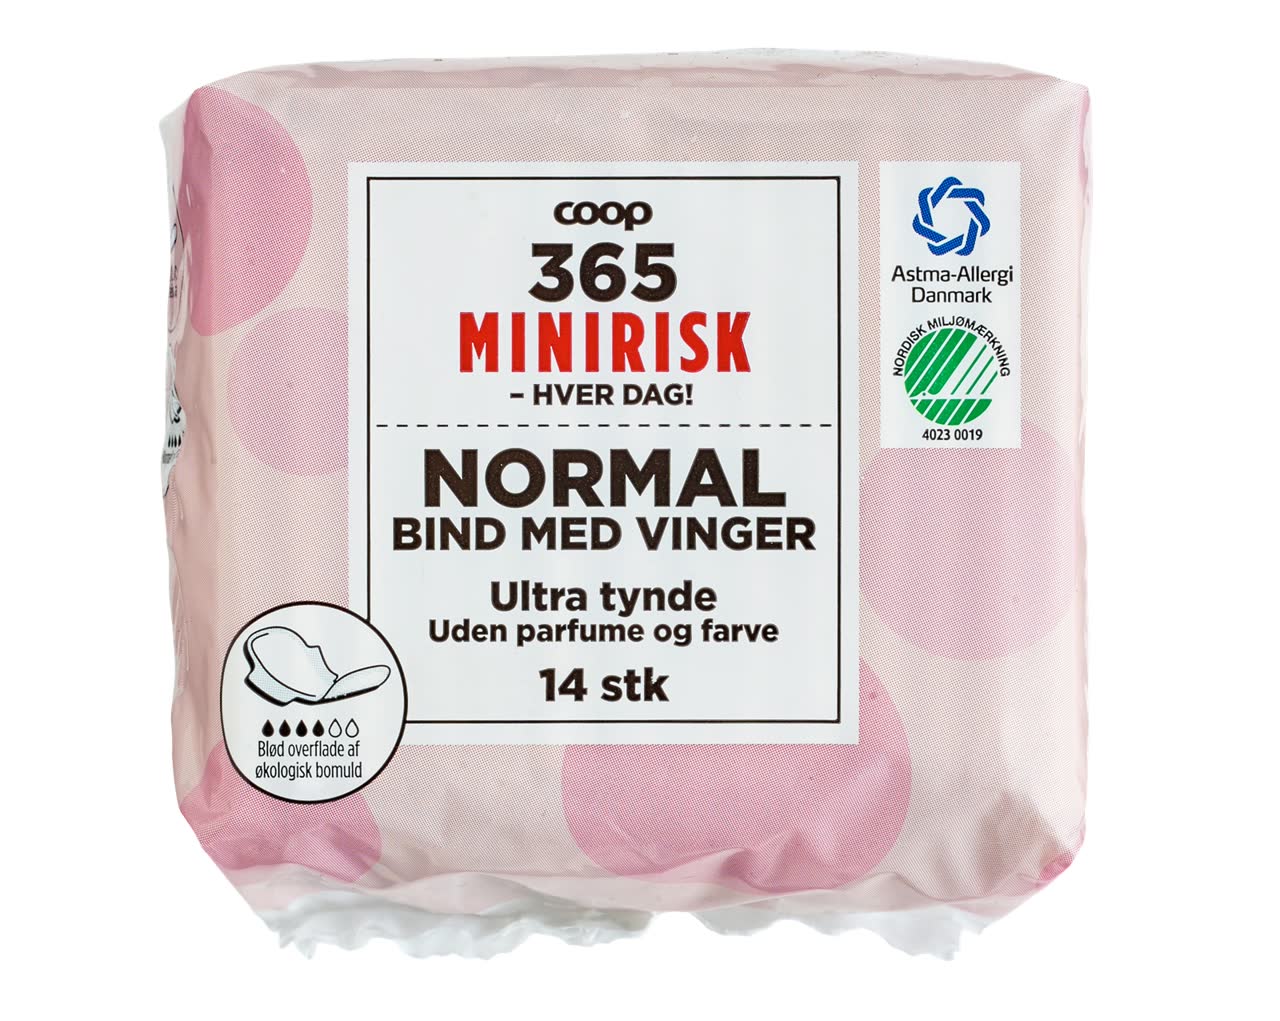 coop
365
MINIRISK
– HVER DAG!
NORMAL
BIND MED VINGER
Ultra tynde
Uden parfume og farve
14 stk
Astma-Allergi
Danmark
NORDISK MILJØMÆRKNING
4023 0019
Blød overflade af
økologisk bomuld